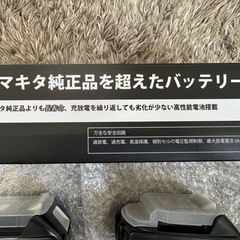 マキタ純正品を超えたバッテリー
タ純正品よりも長寿命、充放電を繰り返しても劣化が少ない高性能電池搭載
万全な安全回路
過放電、過充電、高温保護、個別セルの電圧監視制御、最大放電電流